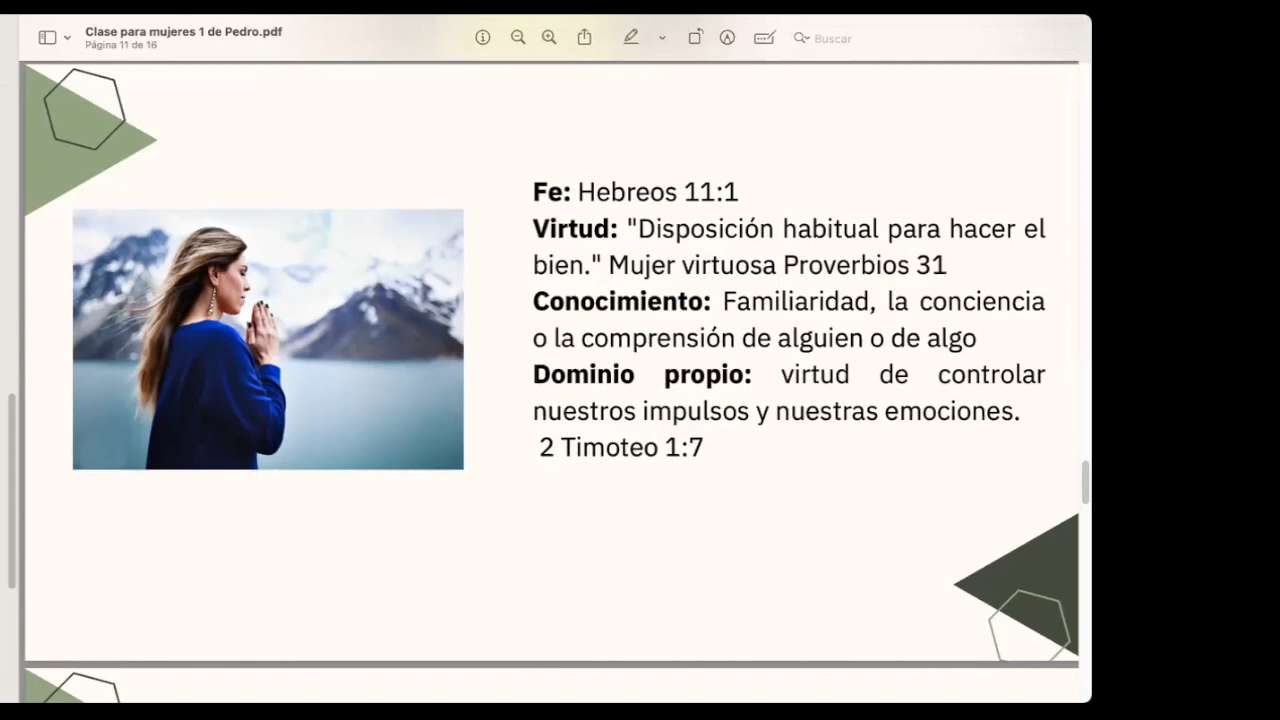 Clase para mujeres 1 de Pedro.pdf
Página 11 de 16
Buscar
Fe: Hebreos 11:1
Virtud: "Disposición habitual para hacer el
bien." Mujer virtuosa Proverbios 31
Conocimiento: Familiaridad, la conciencia
o la comprensión de alguien o de algo
Dominio propio: virtud de controlar
nuestros impulsos y nuestras emociones.
2 Timoteo 1:7